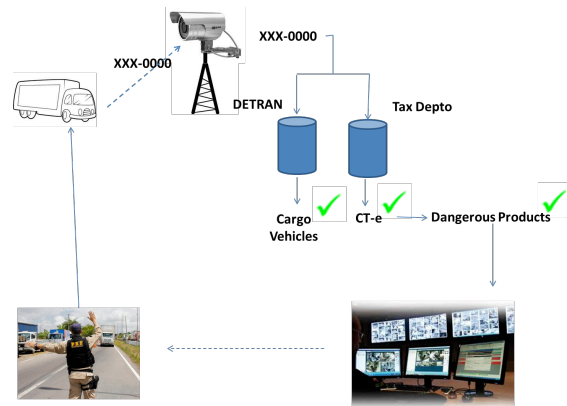 XXX-0000
XXX-0000
DETRAN
Tax Depto
Cargo
Vehicles
CT-e
Dangerous Products